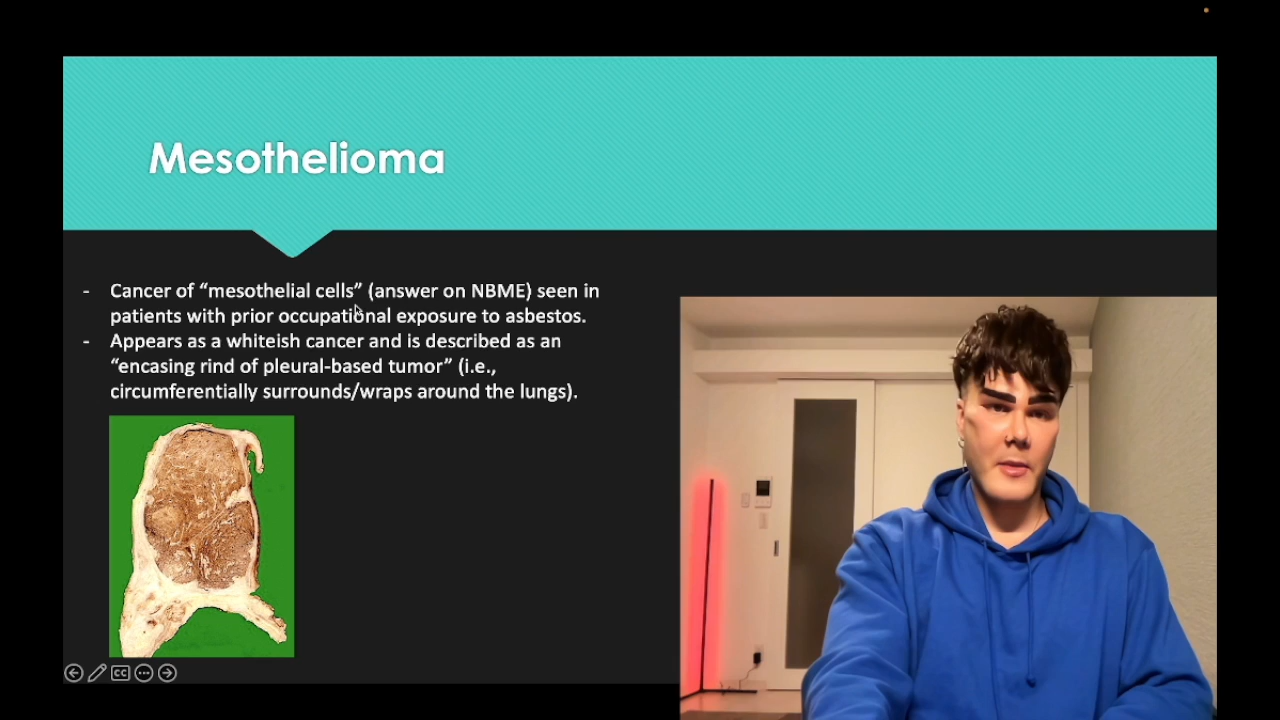 Mesothelioma
- Cancer of “mesothelial cells” (answer on NBME) seen in
patients with prior occupational exposure to asbestos.
- Appears as a whiteish cancer and is described as an
“encasing rind of pleural-based tumor” (i.e.,
circumferentially surrounds/wraps around the lungs).
CC